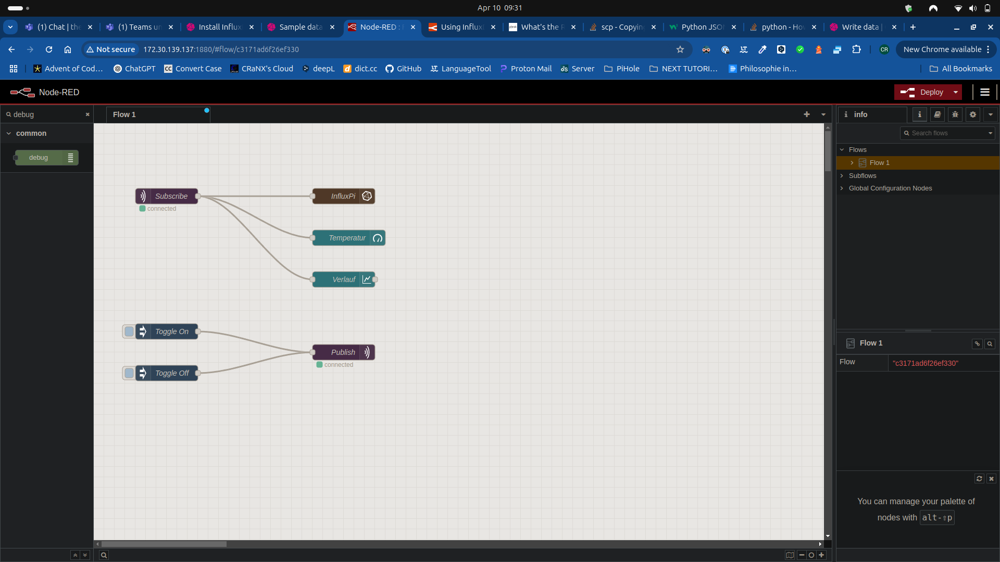 Apr 10 09:31
(1) Chat | the
(1) Teams un
Install Influx
Sample data
Node-RED : F
Using Influx
What's the R
scp - Copyin
Python JSO
python - Ho
Write data |
Not secure
172.30.139.137:1880/#flow/c3171ad6f26ef330
CR
New Chrome available
Advent of Cod...
ChatGPT
CC
Convert Case
CRaNX's Cloud
deepL
dict.cc
GitHub
LanguageTool
Proton Mail
Server
PiHole
NEXT TUTORI...
Philosophie in...
All Bookmarks
Node-RED
Deploy
debug
Flow 1
info
common
Search flows
debug
Flows
Flow 1
Subflows
Global Configuration Nodes
Subscribe
connected
InfluxPi
Temperatur
Verlauf
Toggle On
Publish
connected
Toggle Off
Flow 1
Flow
"c3171ad6f26ef330"
You can manage your palette of
nodes with alt-⇧p